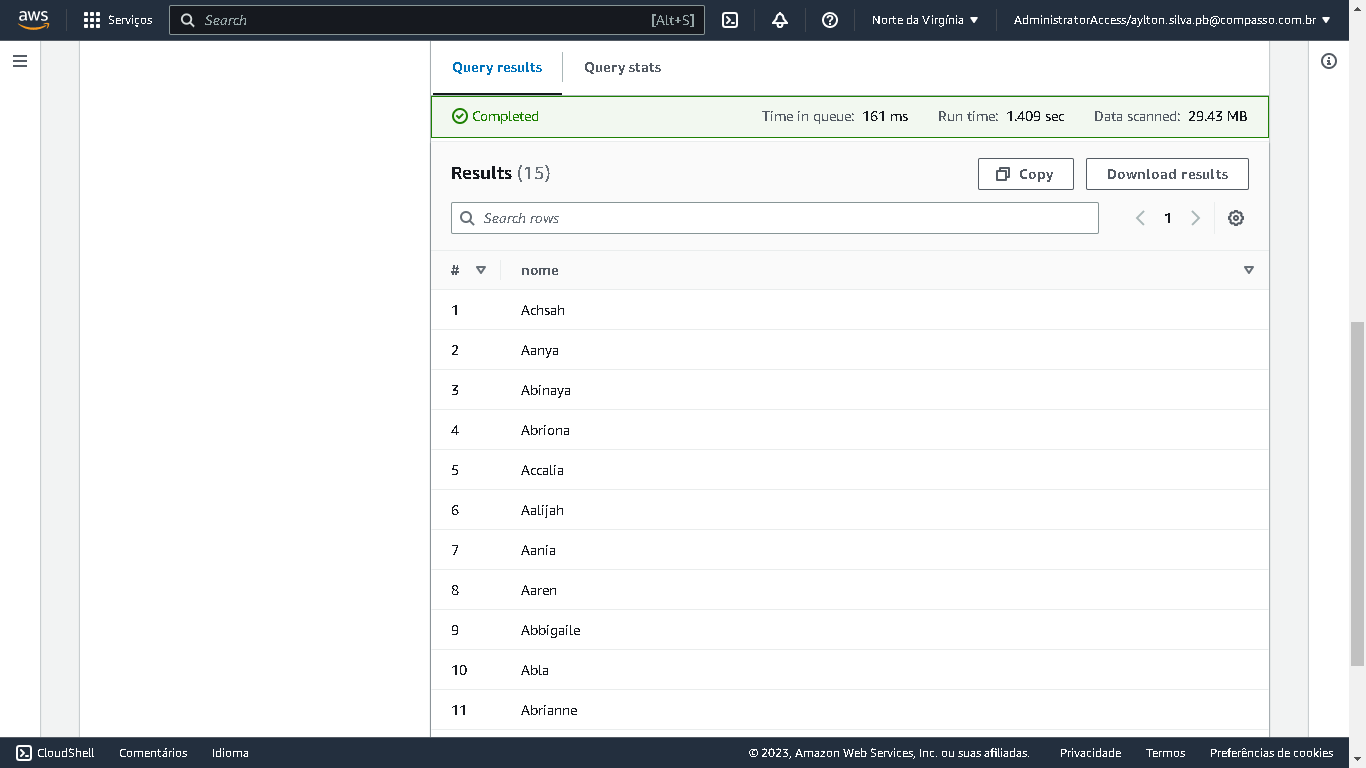 aws Serviços Search [Alt+S] Norte da Virgínia AdministratorAccess/aylton.silva.pb@compasso.com.br
Query results Query stats
Completed Time in queue: 161 ms Run time: 1.409 sec Data scanned: 29.43 MB
Results (15) Copy Download results
Search rows 1
# nome
1 Achsah
2 Aanya
3 Abinaya
4 Abriona
5 Accalia
6 Aalijah
7 Aania
8 Aaren
9 Abbigaile
10 Abla
11 Abrianne
CloudShell Comentários Idioma © 2023, Amazon Web Services, Inc. ou suas afiliadas. Privacidade Termos Preferências de cookies